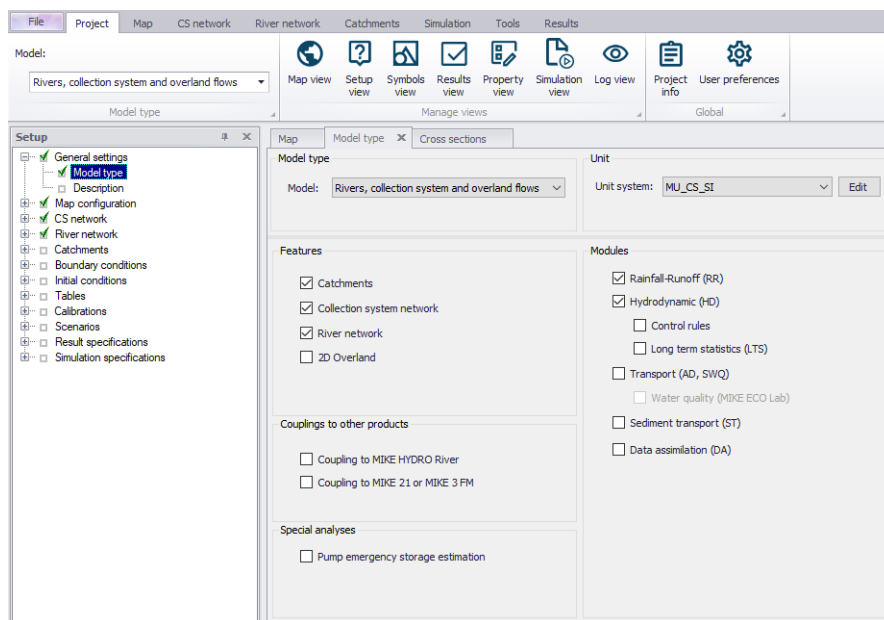 File Project Map CS network River network Catchments Simulation Tools Results
Model:
Rivers, collection system and overland flows
Model type
Map view
Setup view
Symbols view
Results view
Property view
Simulation view
Log view
Manage views
Project info
User preferences
Global
Setup
General settings
Model type
Description
Map configuration
CS network
River network
Catchments
Boundary conditions
Initial conditions
Tables
Calibrations
Scenarios
Result specifications
Simulation specifications
Map Model type Cross sections
Model type
Model: Rivers, collection system and overland flows
Unit
Unit system: MU_CS_SI Edit
Features
Catchments
Collection system network
River network
2D Overland
Couplings to other products
Coupling to MIKE HYDRO River
Coupling to MIKE 21 or MIKE 3 FM
Special analyses
Pump emergency storage estimation
Modules
Rainfall-Runoff (RR)
Hydrodynamic (HD)
Control rules
Long term statistics (LTS)
Transport (AD, SWQ)
Water quality (MIKE ECO Lab)
Sediment transport (ST)
Data assimilation (DA)